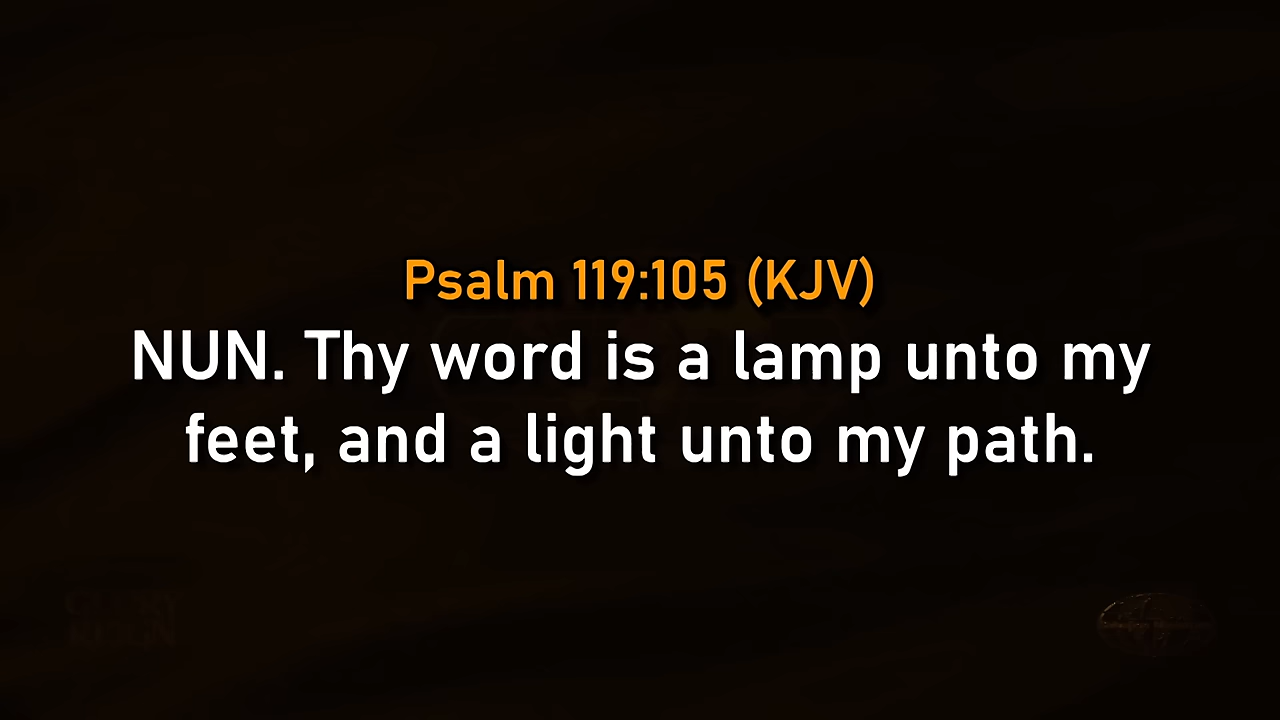 Psalm 119:105 (KJV)
NUN. Thy word is a lamp unto my
feet, and a light unto my path.